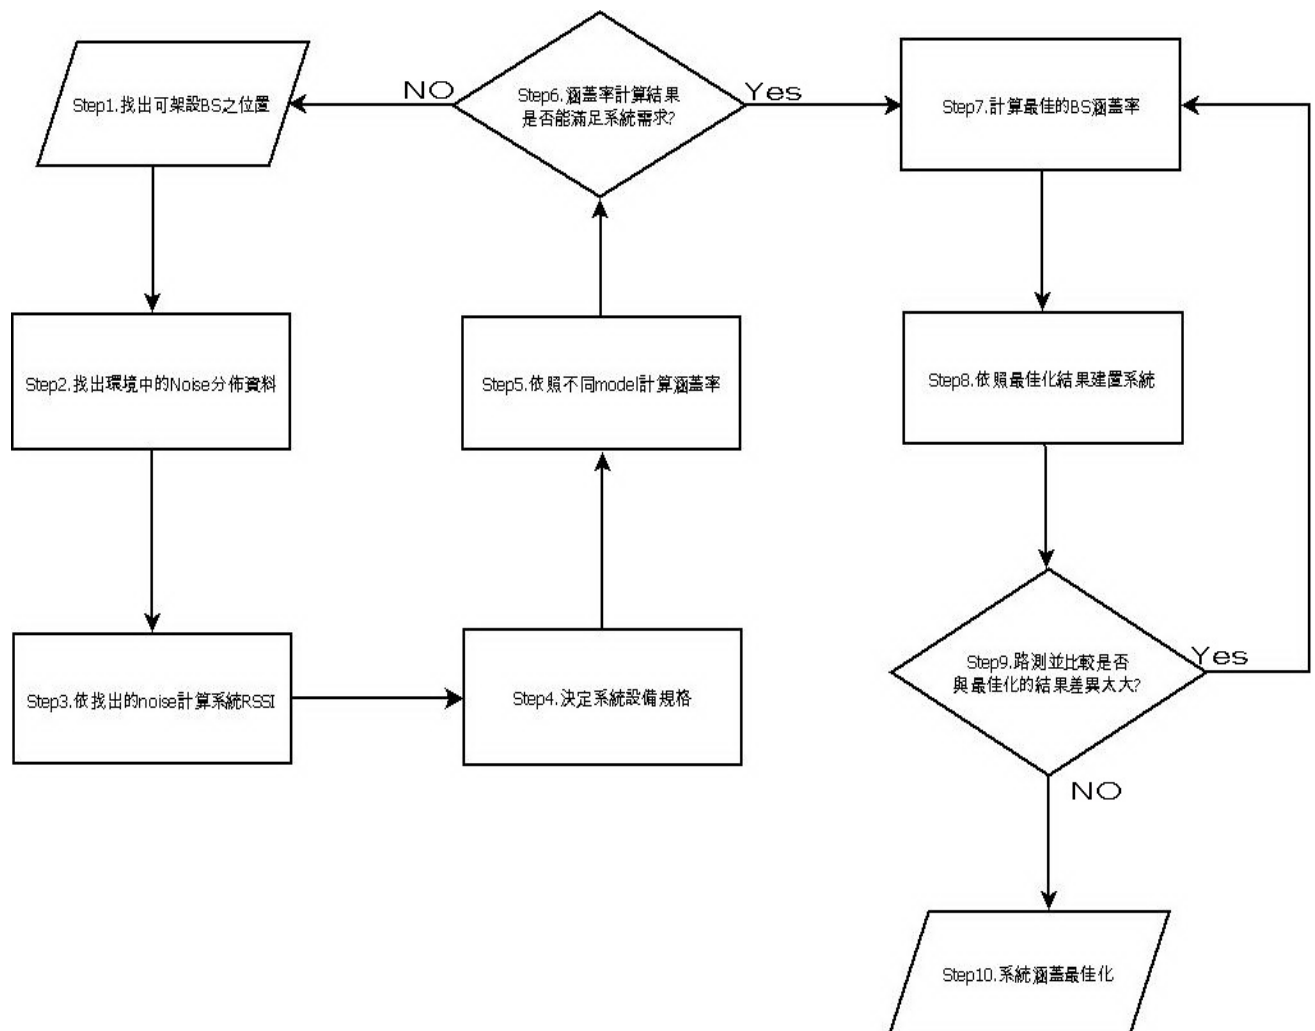 Step1.找出可架設BS之位置
Step2.找出環境中的Noise分佈資料
Step3.依找出的noise計算系統RSSI
Step4.決定系統設備規格
Step5.依照不同model計算涵蓋率
Step6.涵蓋率計算結果
是否能滿足系統需求?
NO
Yes
Step7.計算最佳的BS涵蓋率
Step8.依照最佳化結果建置系統
Step9.路測並比較是否
與最佳化的結果差異太大?
Yes
NO
Step10.系統涵蓋最佳化